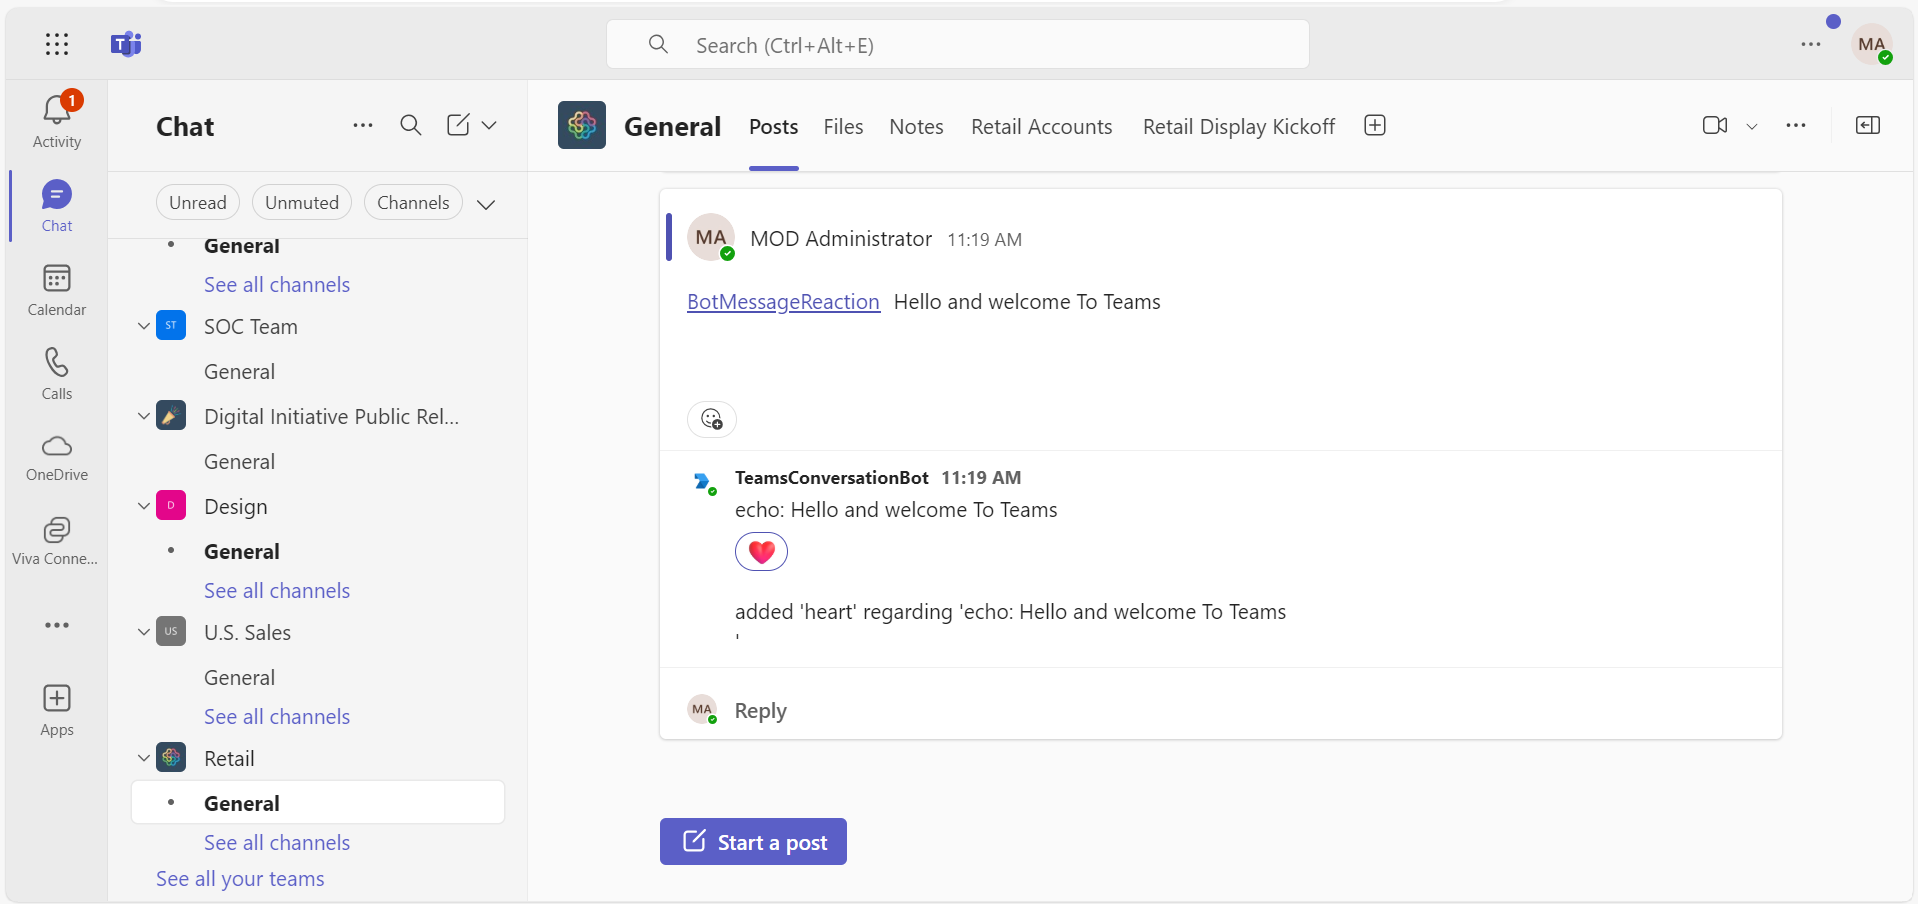 T
Search (Ctrl+Alt+E)
MA
1
Activity
Chat
Calendar
Calls
OneDrive
Viva Conne...
Apps
Chat
Unread
Unmuted
Channels
General
See all channels
ST
SOC Team
General
Digital Initiative Public Rel...
General
D
Design
General
See all channels
US
U.S. Sales
General
See all channels
Retail
General
See all channels
See all your teams
General
Posts
Files
Notes
Retail Accounts
Retail Display Kickoff
MA
MOD Administrator 11:19 AM
BotMessageReaction Hello and welcome To Teams
TeamsConversationBot 11:19 AM
echo: Hello and welcome To Teams
added 'heart' regarding 'echo: Hello and welcome To Teams
'
MA
Reply
Start a post